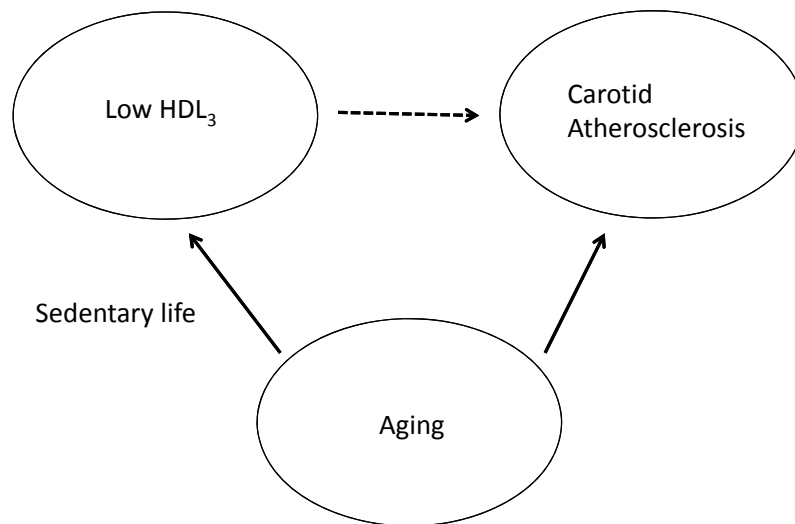 Low HDL₃
Carotid
Atherosclerosis
Sedentary life
Aging